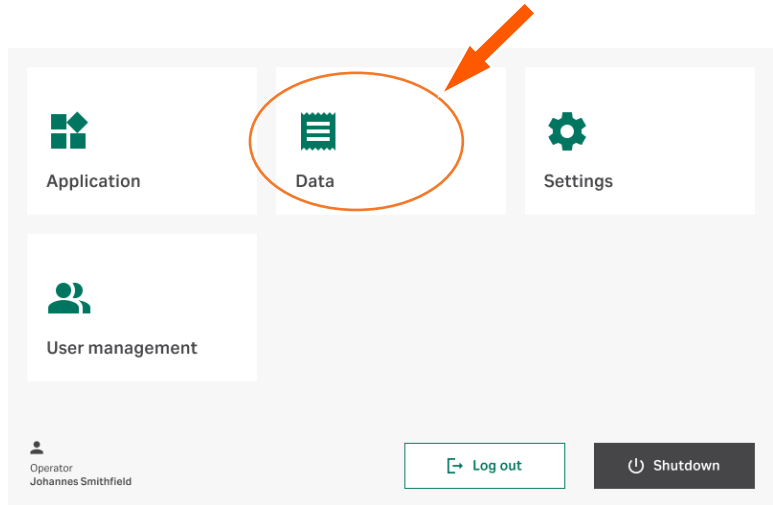 Application
Data
Settings
User management
Operator
Johannes Smithfield
Log out
Shutdown